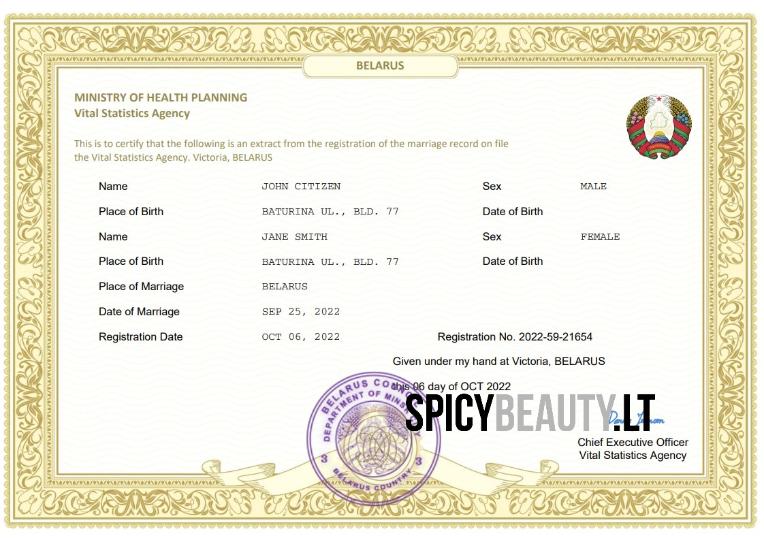 BELARUS
MINISTRY OF HEALTH PLANNING
Vital Statistics Agency
This is to certify that the following is an extract from the registration of the marriage record on file
the Vital Statistics Agency. Victoria, BELARUS
Name JOHN CITIZEN Sex MALE
Place of Birth BATURINA UL., BLD. 77 Date of Birth
Name JANE SMITH Sex FEMALE
Place of Birth BATURINA UL., BLD. 77 Date of Birth
Place of Marriage BELARUS
Date of Marriage SEP 25, 2022
Registration Date OCT 06, 2022 Registration No. 2022-59-21654
Given under my hand at Victoria, BELARUS
this 06 day of OCT 2022
SPICYBEAUTY.LT
Chief Executive Officer
Vital Statistics Agency
BELARUS
DEPARTMENT OF
3 3
BELARUS COUNTRY